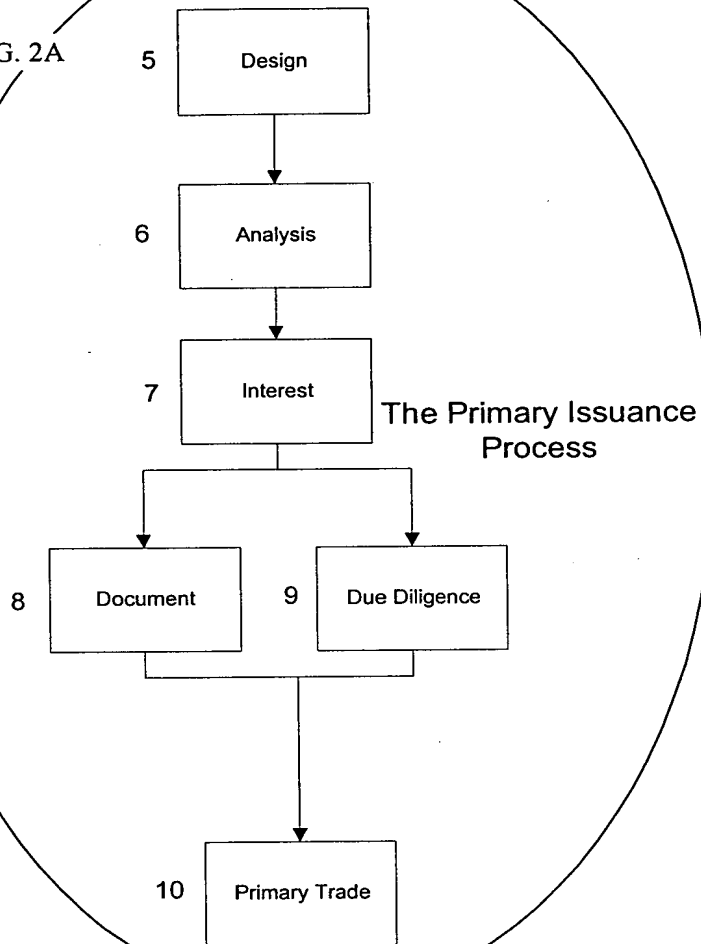 G. 2A
5
Design
6
Analysis
7
Interest
The Primary Issuance
Process
8
Document
9
Due Diligence
10
Primary Trade